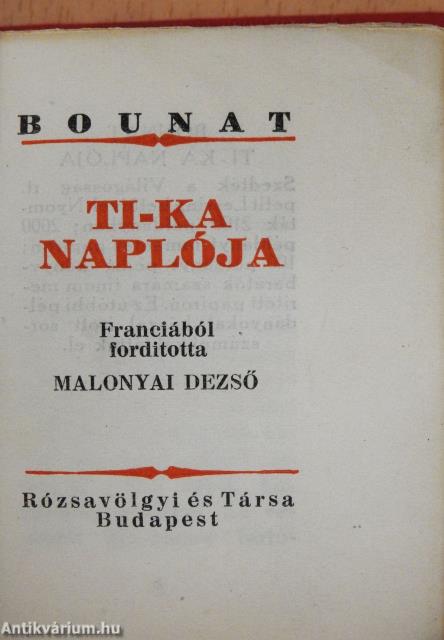 BOUNAT
TI-KA
NAPLÓJA
Franciából
forditotta
MALONYAI DEZSŐ
Rózsavölgyi és Társa
Budapest
Antikvárium.hu